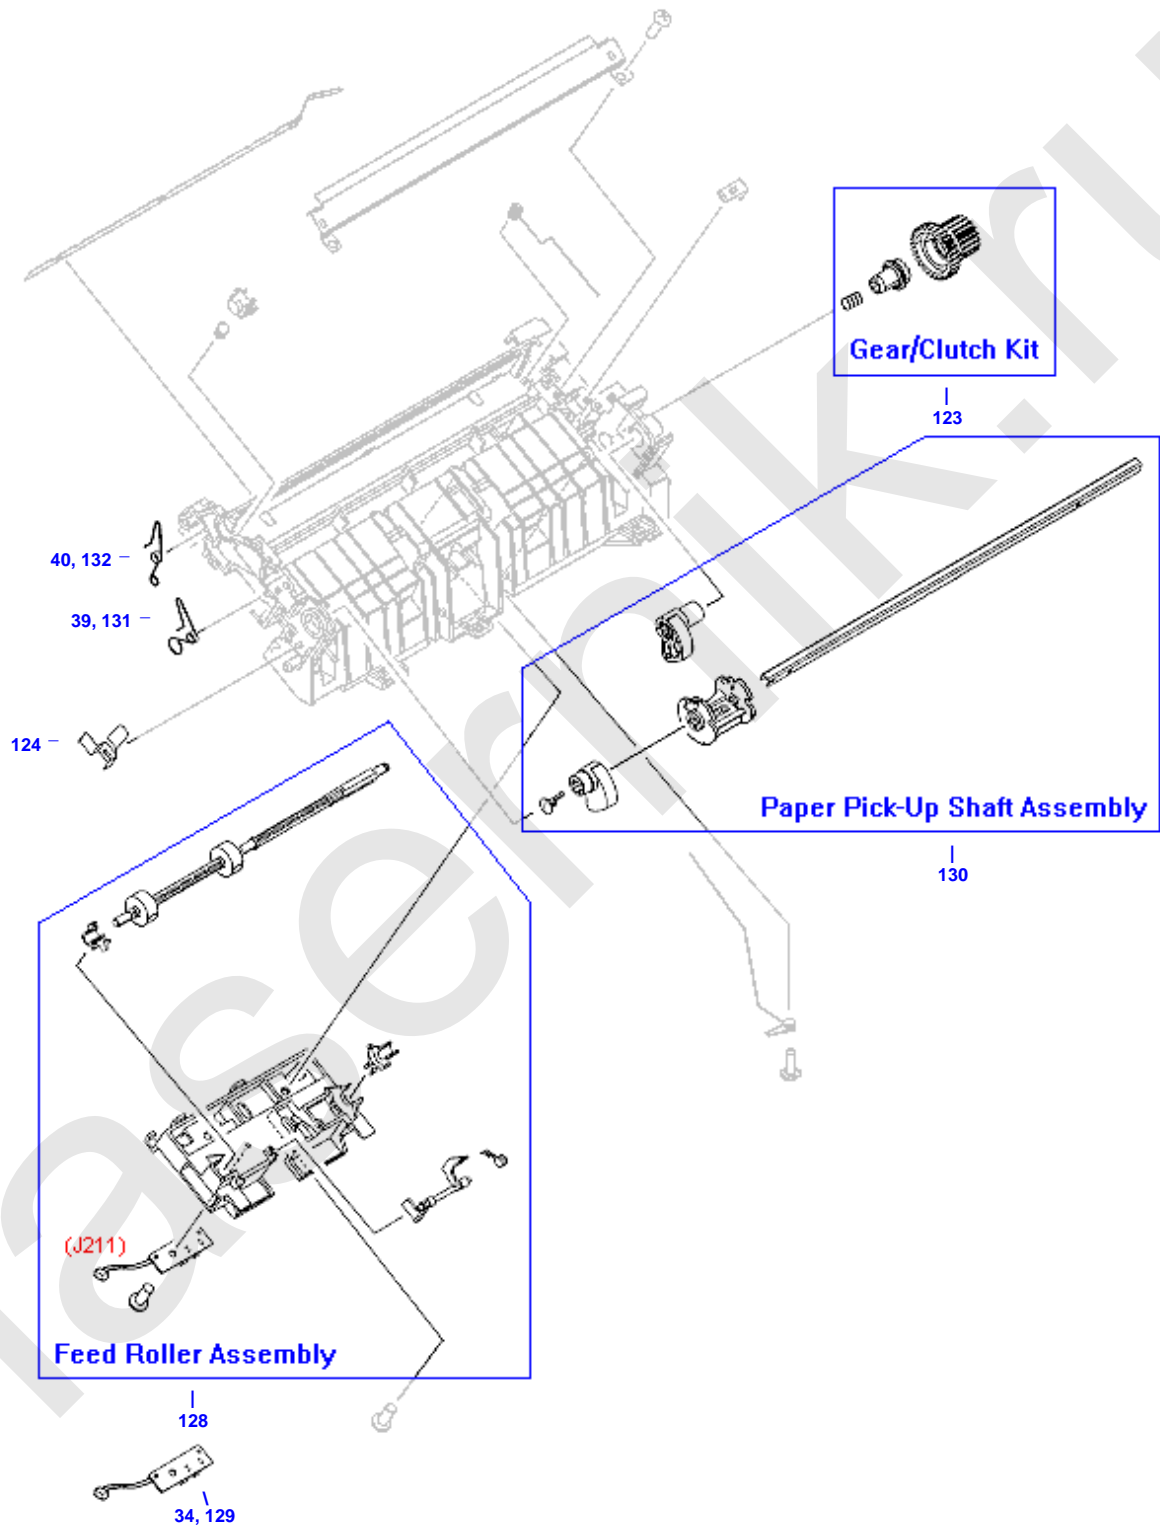 Gear/Clutch Kit
123
40, 132
39, 131
124
Paper Pick-Up Shaft Assembly
130
(J211)
Feed Roller Assembly
128
34, 129
lasernik.ru